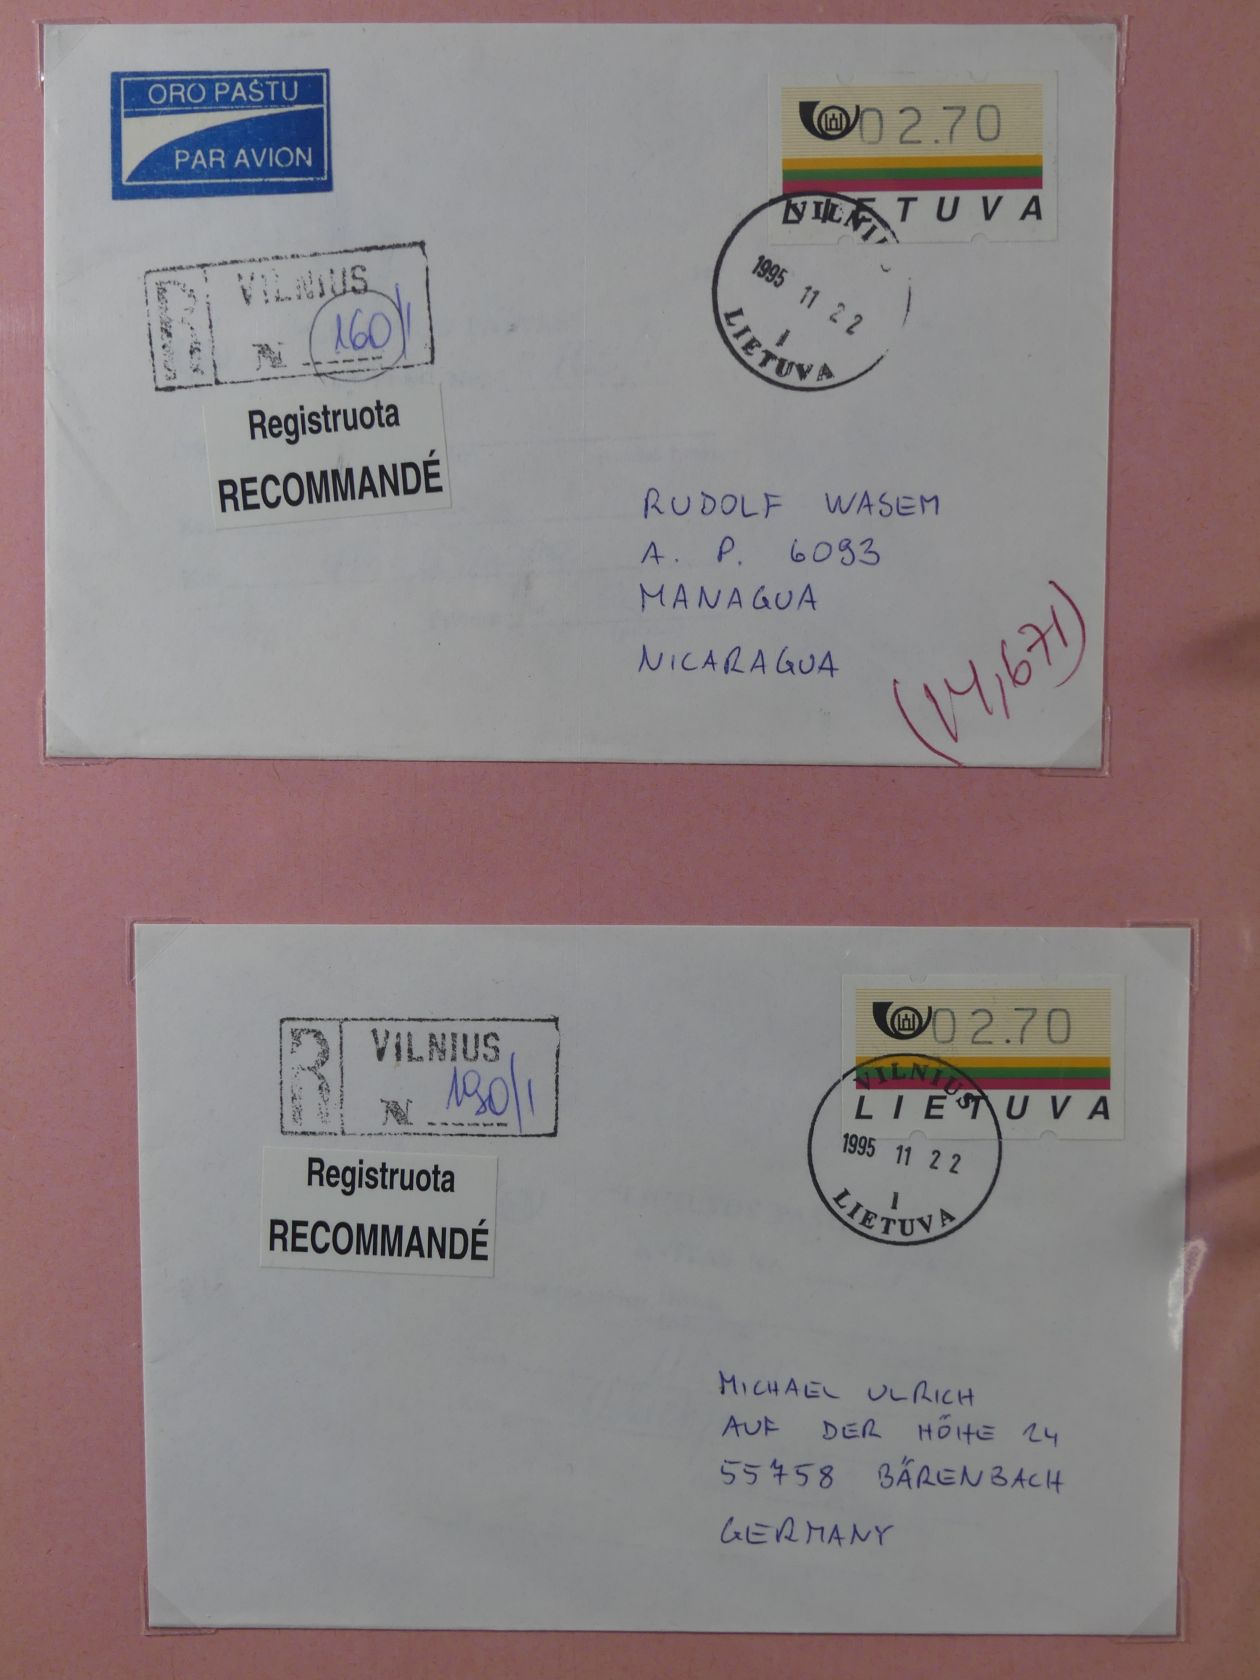 ORO PAŠTU
PAR AVION
02.70
LIETUVA
VILNIUS
1995 11 22
1
LIETUVA
R VILNIUS
N 160/1
Registruota
RECOMMANDÉ
RUDOLF WASEM
A. P. 6093
MANAGUA
NICARAGUA
(14,671)
02.70
LIETUVA
VILNIUS
1995 11 22
1
LIETUVA
R VILNIUS
N 190/1
Registruota
RECOMMANDÉ
MICHAEL ULRICH
AUF DER HÖHE 24
55758 BÄRENBACH
GERMANY